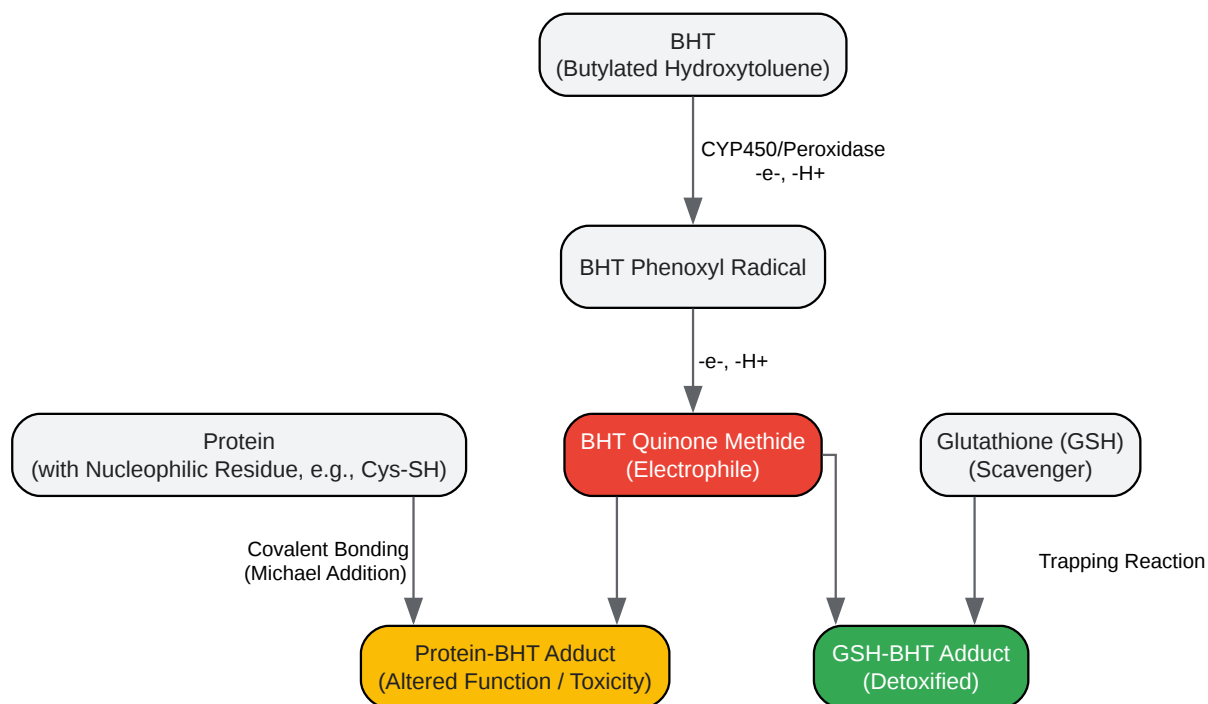 BHT
(Butylated Hydroxytoluene)
CYP450/Peroxidase
-e-, -H+
BHT Phenoxyl Radical
-e-, -H+
Protein
(with Nucleophilic Residue, e.g., Cys-SH)
BHT Quinone Methide
(Electrophile)
Glutathione (GSH)
(Scavenger)
Covalent Bonding
(Michael Addition)
Trapping Reaction
Protein-BHT Adduct
(Altered Function / Toxicity)
GSH-BHT Adduct
(Detoxified)